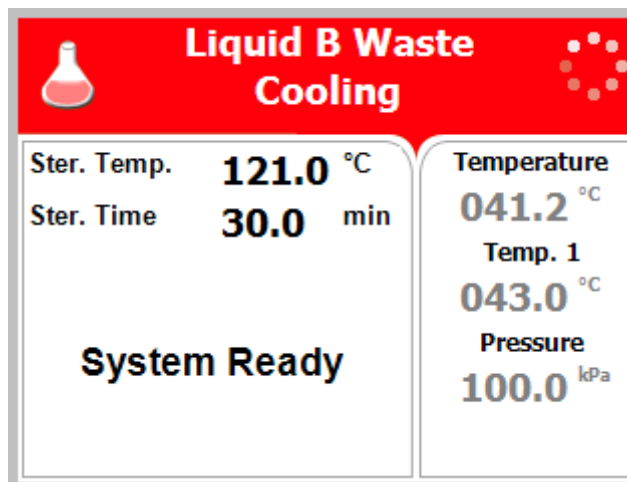 Liquid B Waste
Cooling
Ster. Temp. 121.0 °C
Ster. Time 30.0 min
System Ready
Temperature
041.2 °C
Temp. 1
043.0 °C
Pressure
100.0 kPa